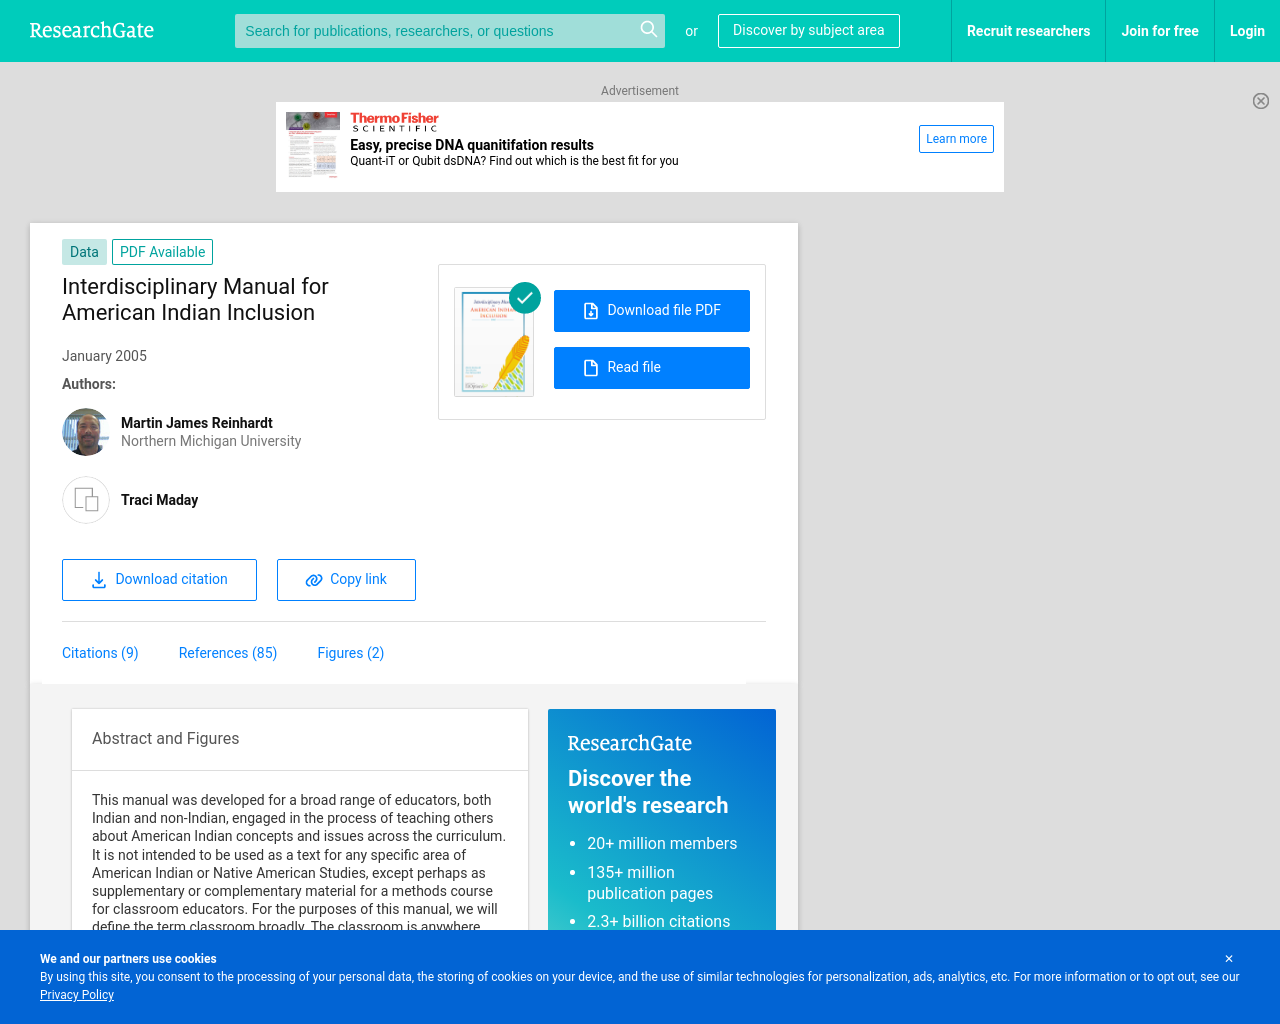 ResearchGate
Search for publications, researchers, or questions
or
Discover by subject area
Recruit researchers
Join for free
Login
Advertisement
ThermoFisher
SCIENTIFIC
Easy, precise DNA quanitifation results
Quant-iT or Qubit dsDNA? Find out which is the best fit for you
Learn more
Data
PDF Available
Interdisciplinary Manual for
American Indian Inclusion
January 2005
Authors:
Martin James Reinhardt
Northern Michigan University
Traci Maday
Download file PDF
Read file
Download citation
Copy link
Citations (9)
References (85)
Figures (2)
Abstract and Figures
This manual was developed for a broad range of educators, both
Indian and non-Indian, engaged in the process of teaching others
about American Indian concepts and issues across the curriculum.
It is not intended to be used as a text for any specific area of
American Indian or Native American Studies, except perhaps as
supplementary or complementary material for a methods course
for classroom educators. For the purposes of this manual, we will
define the term classroom broadly. The classroom is anywhere
ResearchGate
Discover the
world's research
• 20+ million members
• 135+ million
publication pages
• 2.3+ billion citations
We and our partners use cookies
By using this site, you consent to the processing of your personal data, the storing of cookies on your device, and the use of similar technologies for personalization, ads, analytics, etc. For more information or to opt out, see our
Privacy Policy